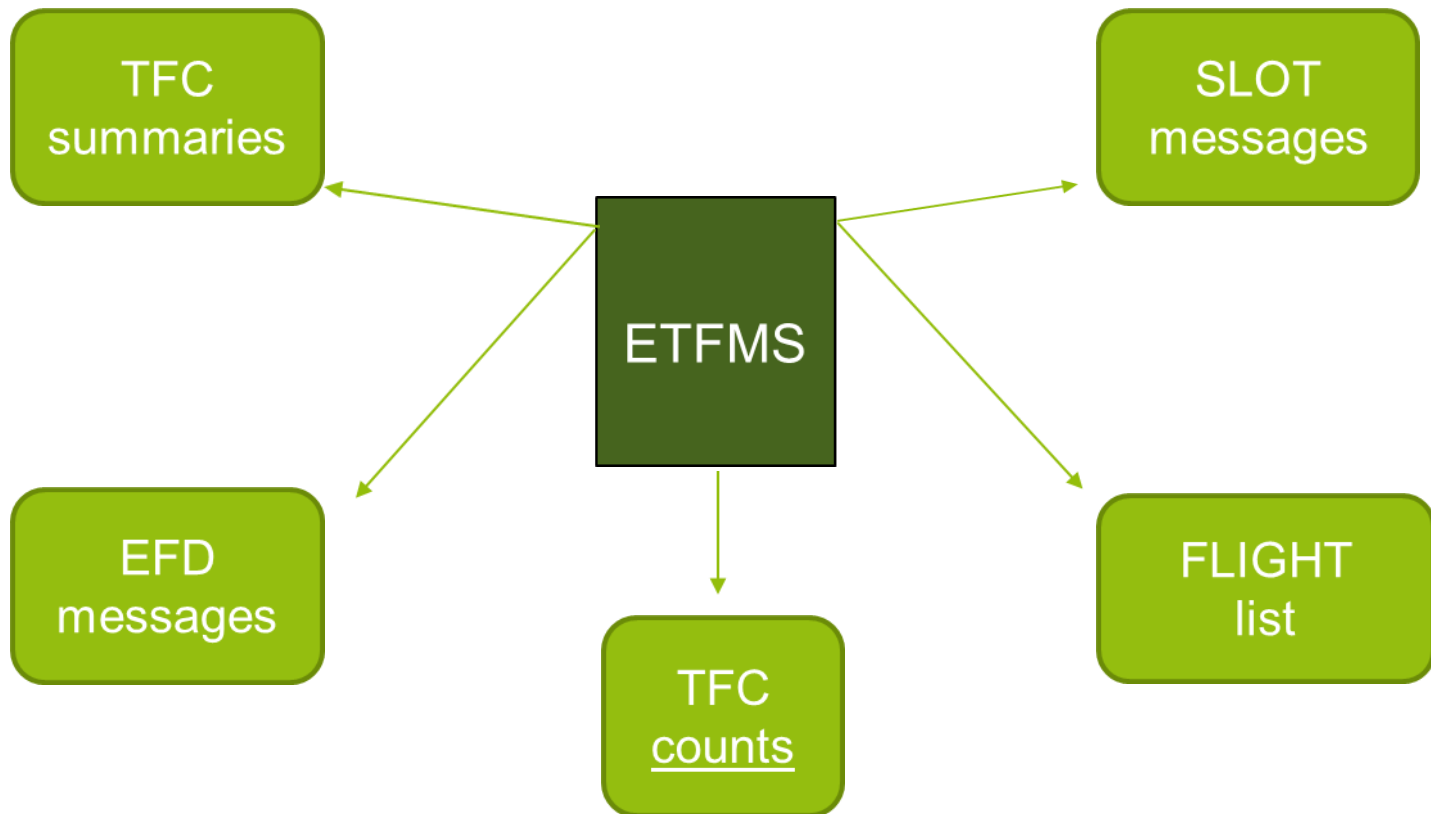 TFC
summaries
SLOT
messages
ETFMS
EFD
messages
FLIGHT
list
TFC
counts